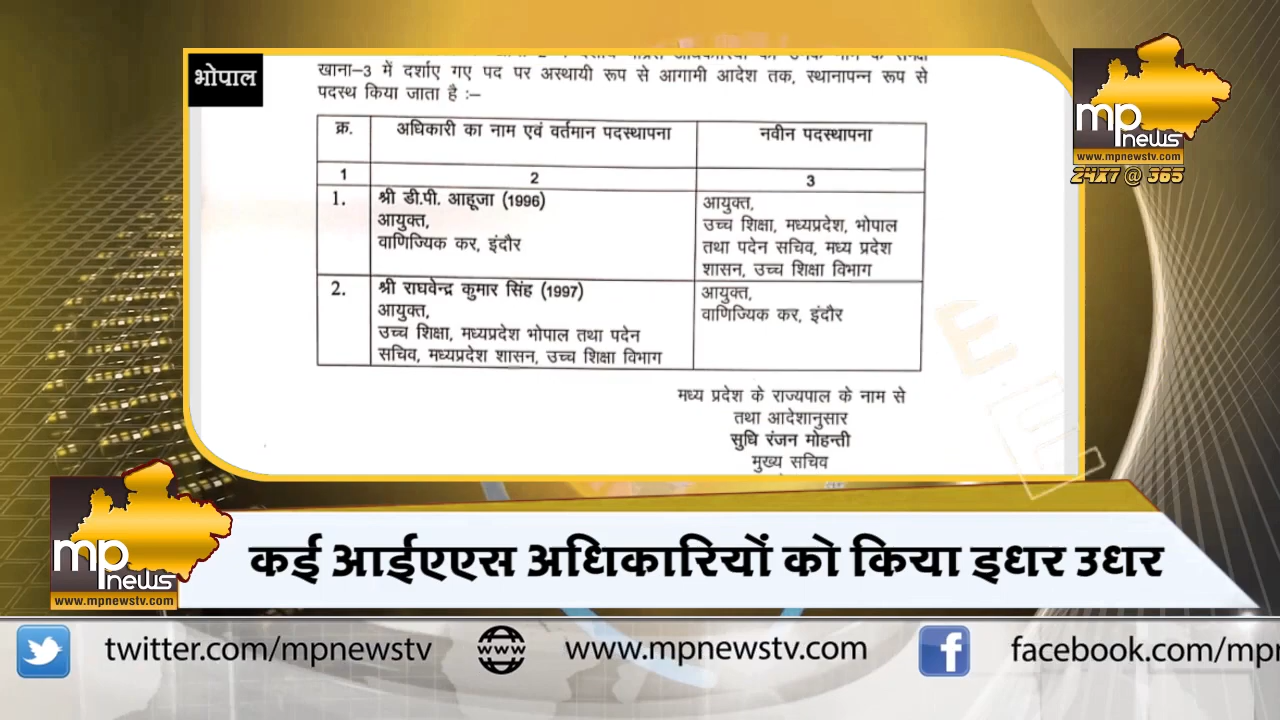 भोपाल
खाना–3 में दर्शाए गए पद पर अस्थायी रूप से आगामी आदेश तक, स्थानापन्न रूप से
पदस्थ किया जाता है :–
क्र.
अधिकारी का नाम एवं वर्तमान पदस्थापना
नवीन पदस्थापना
1
2
3
1.
श्री डी.पी. आहूजा (1996)
आयुक्त,
वाणिज्यिक कर, इंदौर
आयुक्त,
उच्च शिक्षा, मध्यप्रदेश, भोपाल
तथा पदेन सचिव, मध्य प्रदेश
शासन, उच्च शिक्षा विभाग
2.
श्री राघवेन्द्र कुमार सिंह (1997)
आयुक्त,
उच्च शिक्षा, मध्यप्रदेश भोपाल तथा पदेन
सचिव, मध्यप्रदेश शासन, उच्च शिक्षा विभाग
आयुक्त,
वाणिज्यिक कर, इंदौर
मध्य प्रदेश के राज्यपाल के नाम से
तथा आदेशानुसार
सुधि रंजन मोहन्ती
मुख्य सचिव
mp news
www.mpnewstv.com
24x7 @ 365
mp news
www.mpnewstv.com
कई आईएएस अधिकारियों को किया इधर उधर
twitter.com/mpnewstv
www
www.mpnewstv.com
facebook.com/mpn